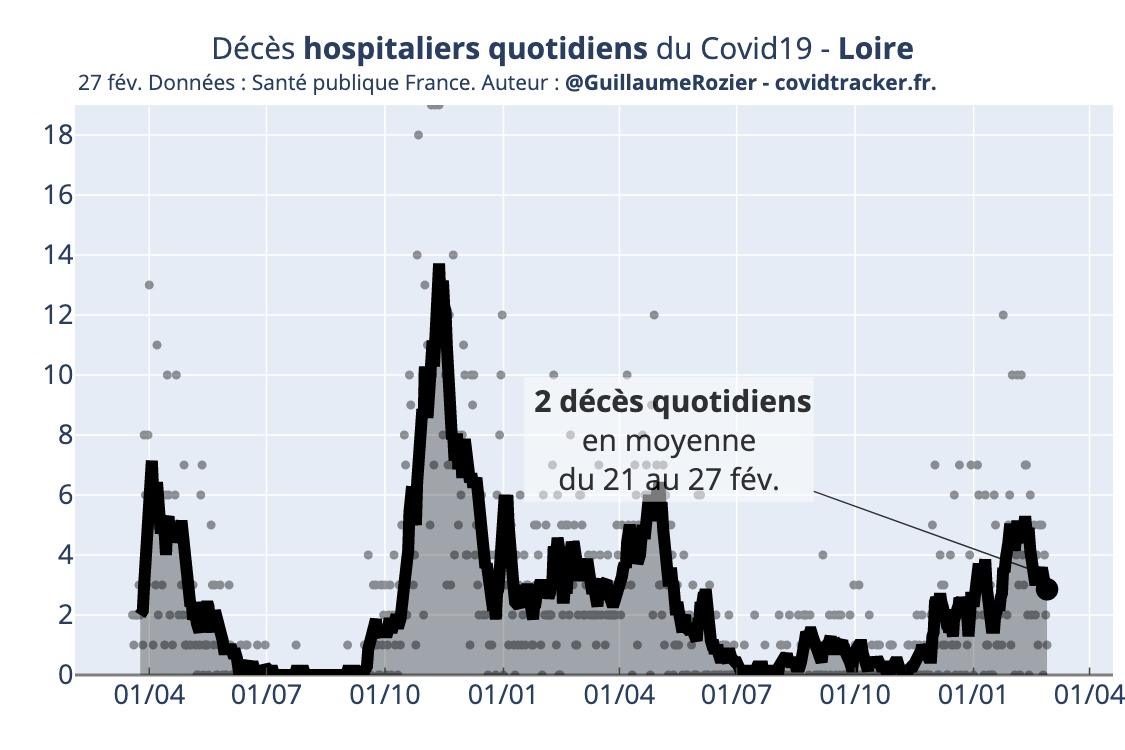 Décès hospitaliers quotidiens du Covid19 - Loire
27 fév. Données : Santé publique France. Auteur : @GuillaumeRozier - covidtracker.fr.
18
16
14
12
10
8
6
4
2
0
2 décès quotidiens
en moyenne
du 21 au 27 fév.
01/04 01/07 01/10 01/01 01/04 01/07 01/10 01/01 01/04